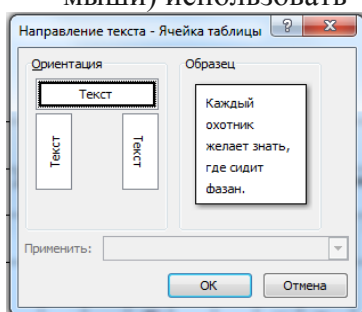 мыши) использовать
Направление текста - Ячейка таблицы
Ориентация
Образец
Текст
Текст
Текст
Каждый
охотник
желает знать,
где сидит
фазан.
Применить:
ОК
Отмена